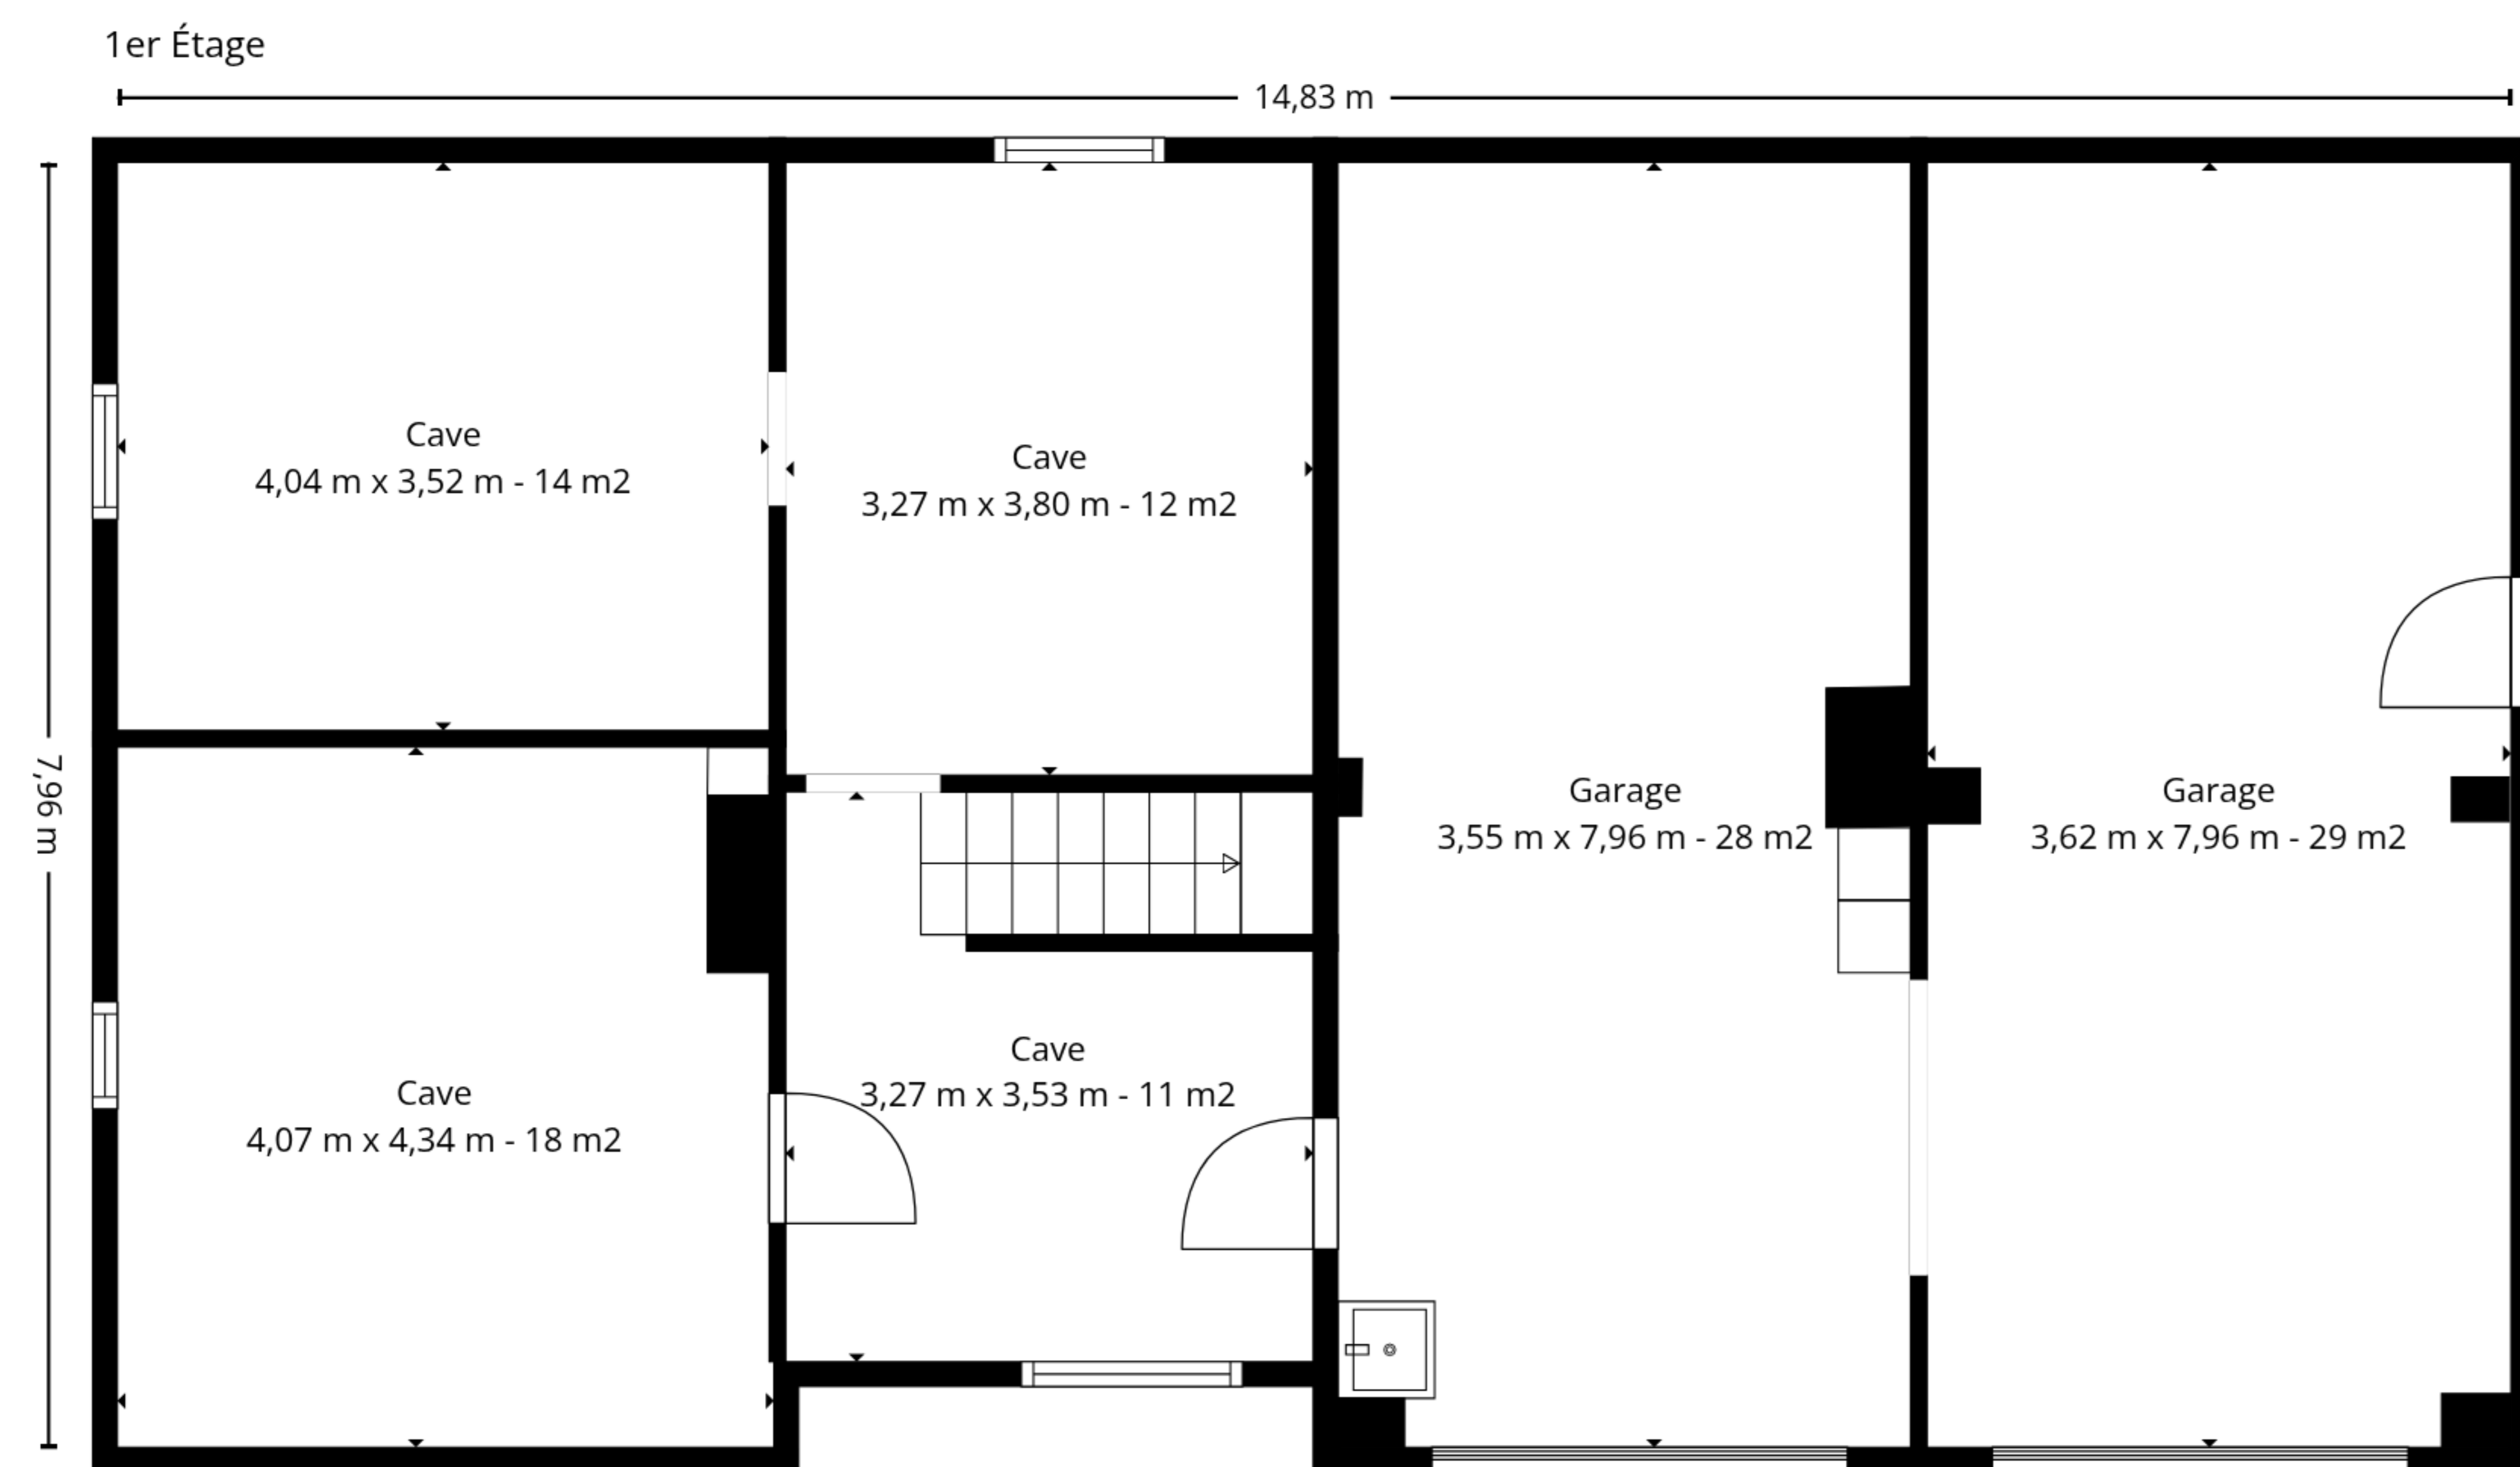 1er Étage
14,83 m
7,96 m
Cave
4,04 m x 3,52 m - 14 m2
Cave
3,27 m x 3,80 m - 12 m2
Garage
3,55 m x 7,96 m - 28 m2
Garage
3,62 m x 7,96 m - 29 m2
Cave
4,07 m x 4,34 m - 18 m2
Cave
3,27 m x 3,53 m - 11 m2